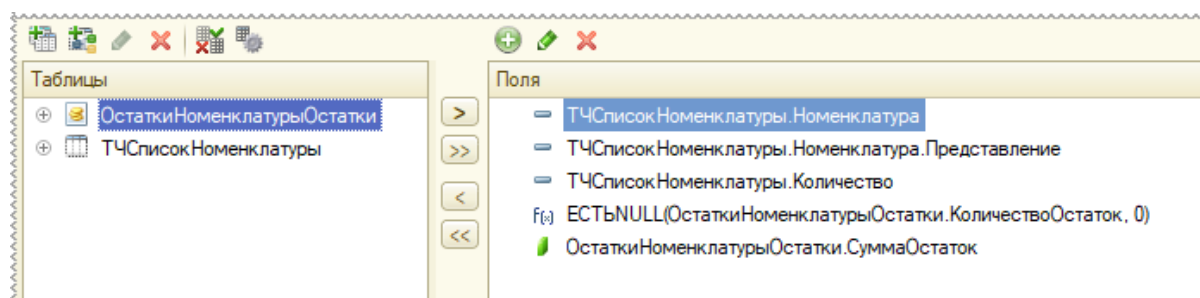 Таблицы
ОстаткиНоменклатурыОстатки
ТЧСписокНоменклатуры
Поля
ТЧСписокНоменклатуры.Номенклатура
ТЧСписокНоменклатуры.Номенклатура.Представление
ТЧСписокНоменклатуры.Количество
f(x) ЕСТЬNULL(ОстаткиНоменклатурыОстатки.КоличествоОстаток, 0)
ОстаткиНоменклатурыОстатки.СуммаОстаток
>
>>
<
<<